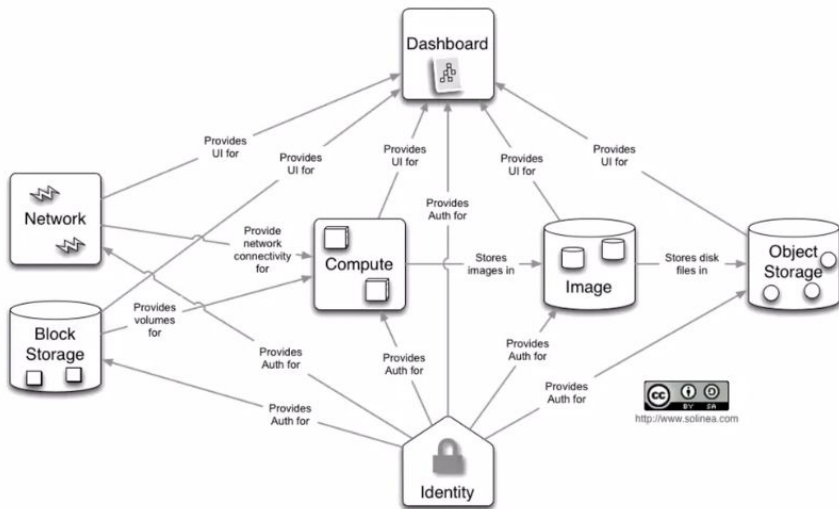 Dashboard
Provides
UI for
Provides
UI for
Provides
UI for
Provides
UI for
Provides
UI for
Provides
Auth for
Network
Provide
network
connectivity
for
Compute
Stores
images in
Image
Stores disk
files in
Object
Storage
Block
Storage
Provides
volumes
for
Provides
Auth for
Provides
Auth for
Provides
Auth for
Provides
Auth for
Provides
Auth for
cc
BY SA
http://www.solinea.com
Identity